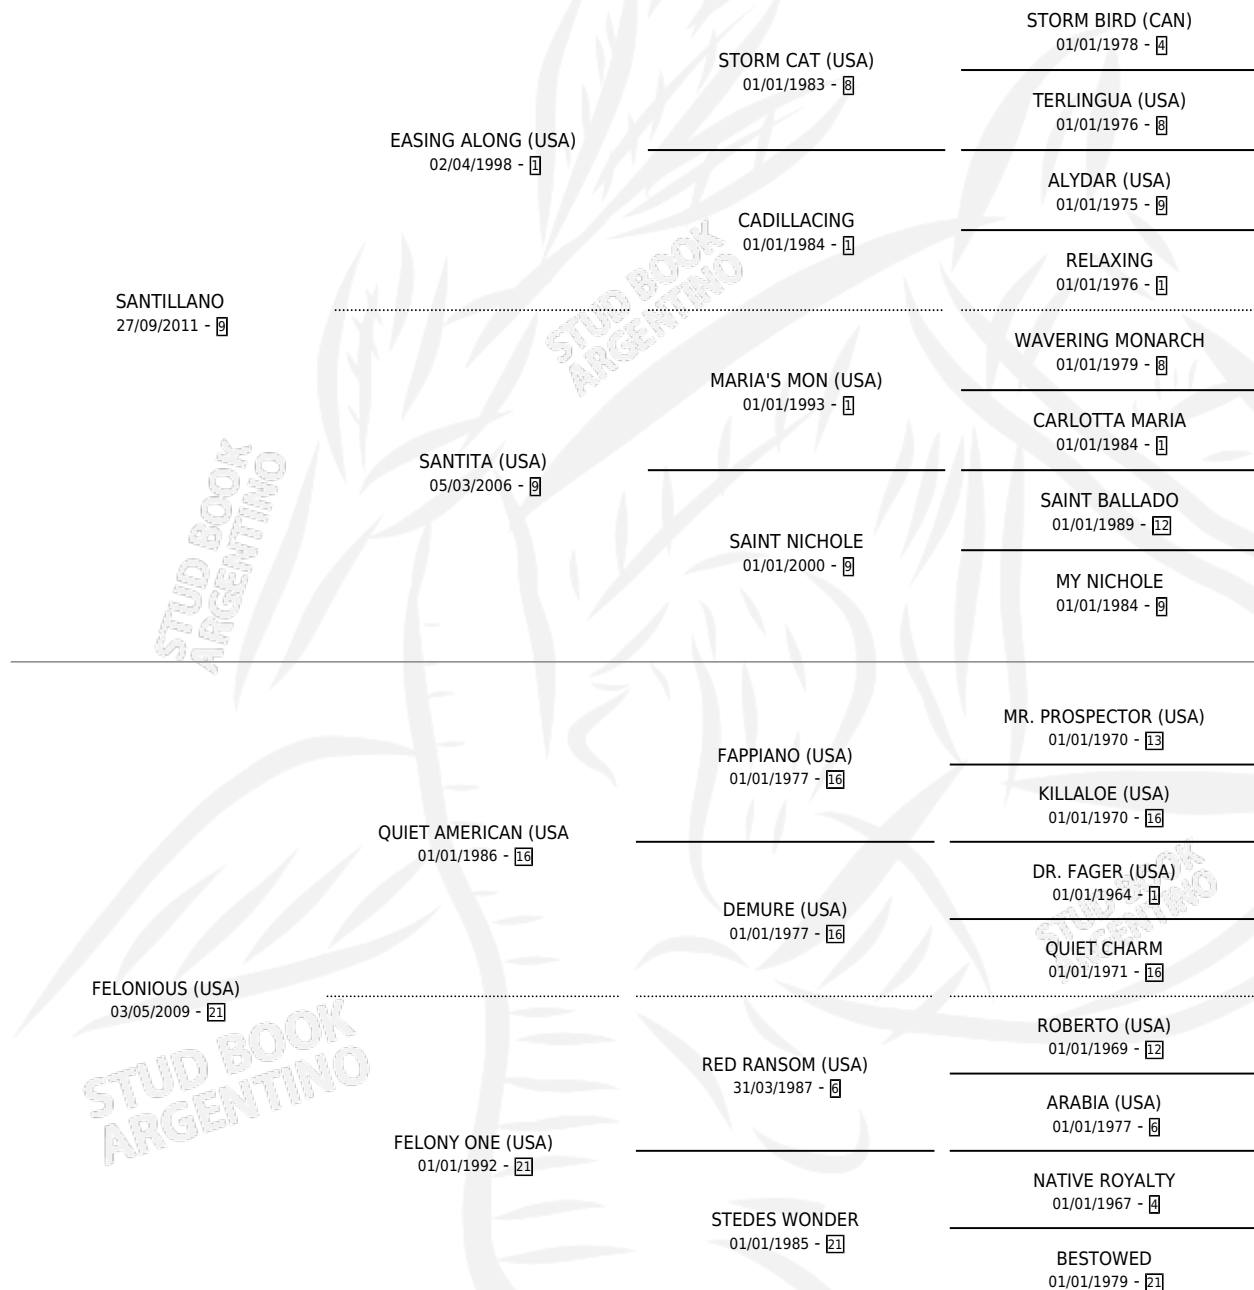 STORM BIRD (CAN)
01/01/1978 - 4
STORM CAT (USA)
01/01/1983 - 8
TERLINGUA (USA)
01/01/1976 - 8
EASING ALONG (USA)
02/04/1998 - 1
ALYDAR (USA)
01/01/1975 - 9
CADILLACING
01/01/1984 - 1
RELAXING
01/01/1976 - 1
SANTILLANO
27/09/2011 - 9
STUD BOOK
ARGENTINO
WAVERING MONARCH
01/01/1979 - 8
MARIA'S MON (USA)
01/01/1993 - 1
CARLOTTA MARIA
01/01/1984 - 1
SANTITA (USA)
05/03/2006 - 9
SAINT BALLADO
01/01/1989 - 12
SAINT NICHOLE
01/01/2000 - 9
MY NICHOLE
01/01/1984 - 9
STUD BOOK
ARGENTINO
MR. PROSPECTOR (USA)
01/01/1970 - 13
FAPPIANO (USA)
01/01/1977 - 16
KILLALOE (USA)
01/01/1970 - 16
QUIET AMERICAN (USA
01/01/1986 - 16
DR. FAGER (USA)
01/01/1964 - 1
DEMURE (USA)
01/01/1977 - 16
QUIET CHARM
01/01/1971 - 16
STUD BOOK
ARGENTINO
FELONIOUS (USA)
03/05/2009 - 21
STUD BOOK
ARGENTINO
ROBERTO (USA)
01/01/1969 - 12
RED RANSOM (USA)
31/03/1987 - 6
ARABIA (USA)
01/01/1977 - 6
FELONY ONE (USA)
01/01/1992 - 21
NATIVE ROYALTY
01/01/1967 - 4
STEDES WONDER
01/01/1985 - 21
BESTOWED
01/01/1979 - 21